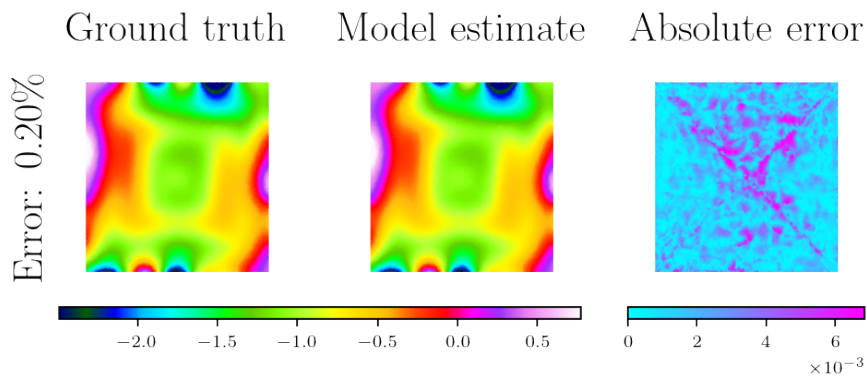 Ground truth Model estimate Absolute error
Error: 0.20%
−2.0 −1.5 −1.0 −0.5 0.0 0.5 0 2 4 6
×10⁻³